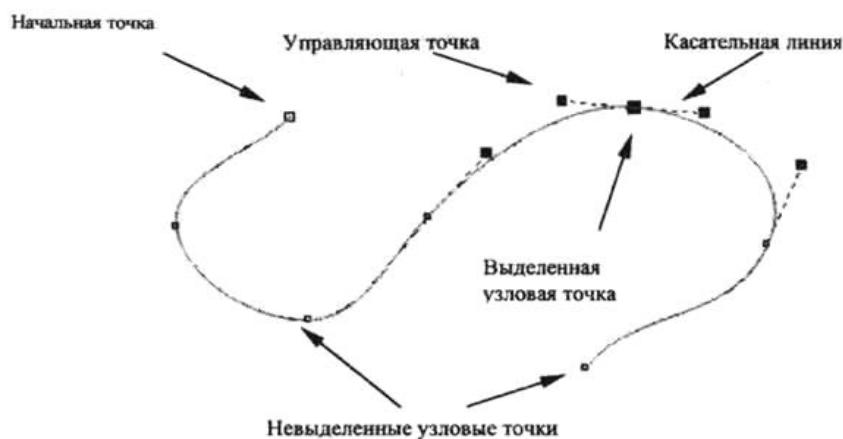 Начальная точка
Управляющая точка
Касательная линия
Выделенная
узловая точка
Невыделенные узловые точки